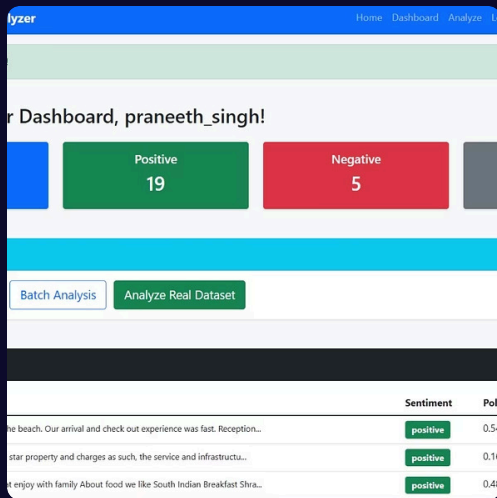 lyzer Home Dashboard Analyze
!
r Dashboard, praneeth_singh!
Positive Negative
19 5
Batch Analysis Analyze Real Dataset
Sentiment Pol
he beach. Our arrival and check out experience was fast. Reception... positive 0.5
star property and charges as such, the service and infrastructu... positive 0.1
t enjoy with family About food we like South Indian Breakfast Shra... positive 0.4